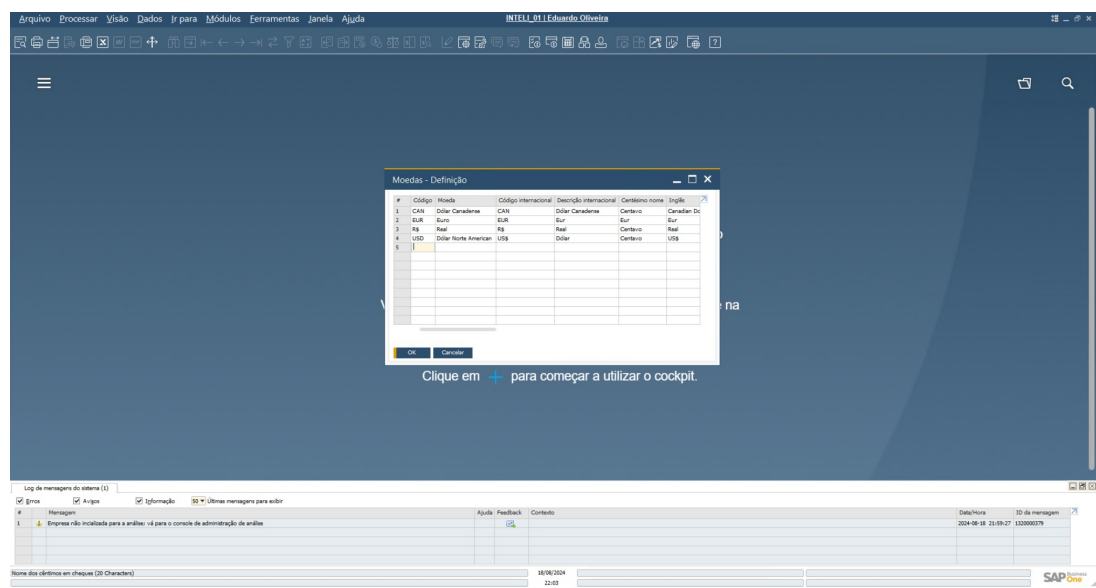 Arquivo Processar Visão Dados Ir para Módulos Ferramentas Janela Ajuda INTELI_01 | Eduardo Oliveira
Moedas - Definição
# Código Moeda Código internacional Descrição internacional Centésimo nome Inglês
1 CAN Dólar Canadense CAN Dólar Canadense Centavo Canadian Do
2 EUR Euro EUR Eur Eur Eur
3 R$ Real R$ Real Centavo Real
4 USD Dólar Norte American US$ Dólar Centavo US$
5
na
OK Cancelar
Clique em + para começar a utilizar o cockpit.
Log de mensagens do sistema (1)
Erros Avisos Informação 50 Últimas mensagens para exibir
# Mensagem Ajuda Feedback Contexto Data/Hora ID da mensagem
1 Empresa não incializada para a análise; vá para o console de administração de análise 2024-08-18 21:59:27 1320000379
Nome dos cêntimos em cheques (20 Characters) 18/08/2024
22:03
SAP Business One